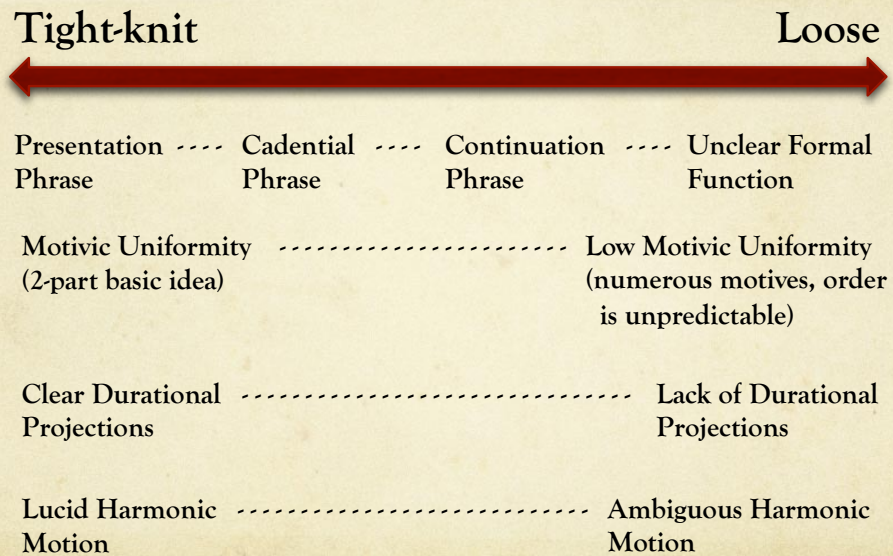 Tight-knit Loose
Presentation ---- Cadential ---- Continuation ---- Unclear Formal
Phrase Phrase Phrase Function
Motivic Uniformity ---------------------- Low Motivic Uniformity
(2-part basic idea) (numerous motives, order
is unpredictable)
Clear Durational ------------------------------ Lack of Durational
Projections Projections
Lucid Harmonic --------------------------- Ambiguous Harmonic
Motion Motion